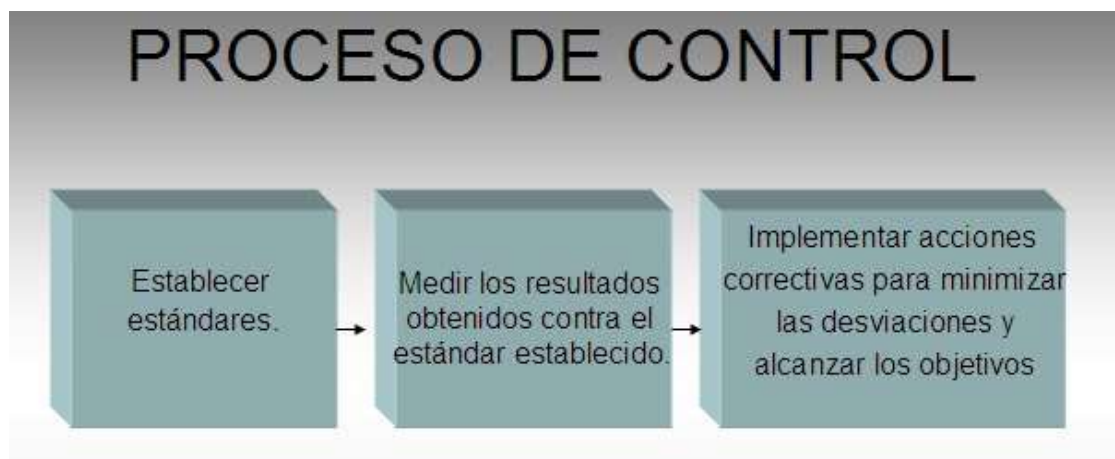 PROCESO DE CONTROL
Establecer
estándares.
Medir los resultados
obtenidos contra el
estándar establecido.
Implementar acciones
correctivas para minimizar
las desviaciones y
alcanzar los objetivos